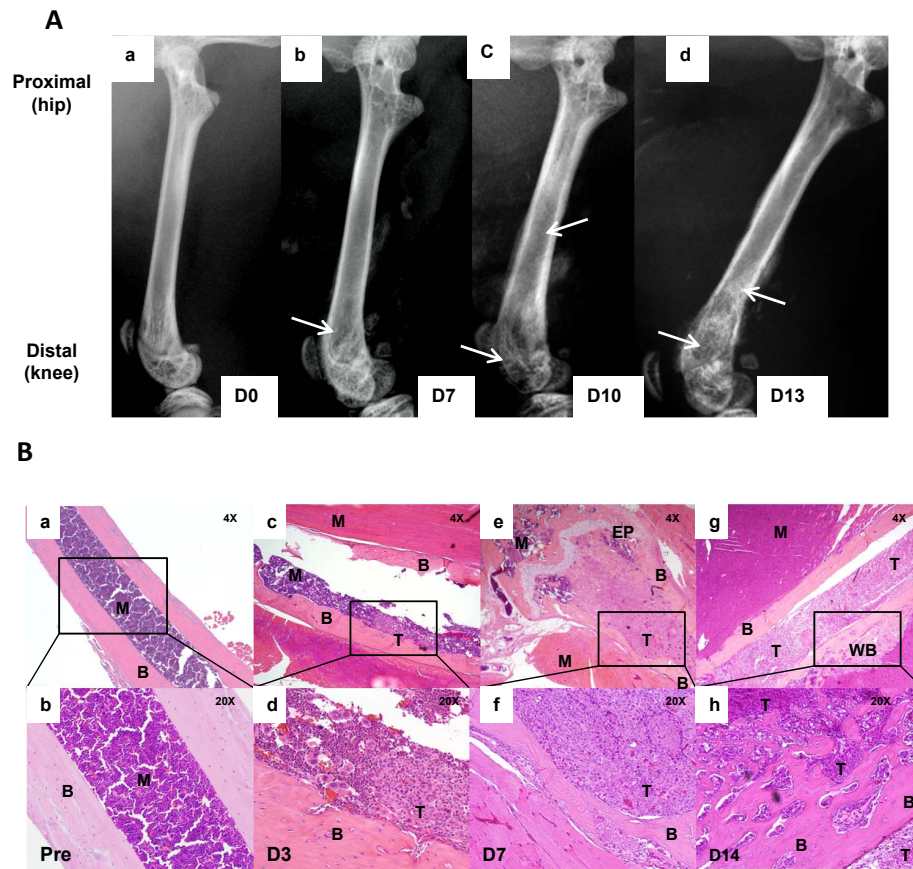 A
a
b
C
d
Proximal
(hip)
Distal
(knee)
D0
D7
D10
D13
B
a
4X
M
B
c
4X
M
B
M
B
T
e
4X
M
EP
B
T
M
B
g
4X
M
T
B
T
WB
b
20X
M
B
Pre
d
20X
T
B
D3
f
20X
T
B
D7
h
20X
T
T
B
B
D14
T